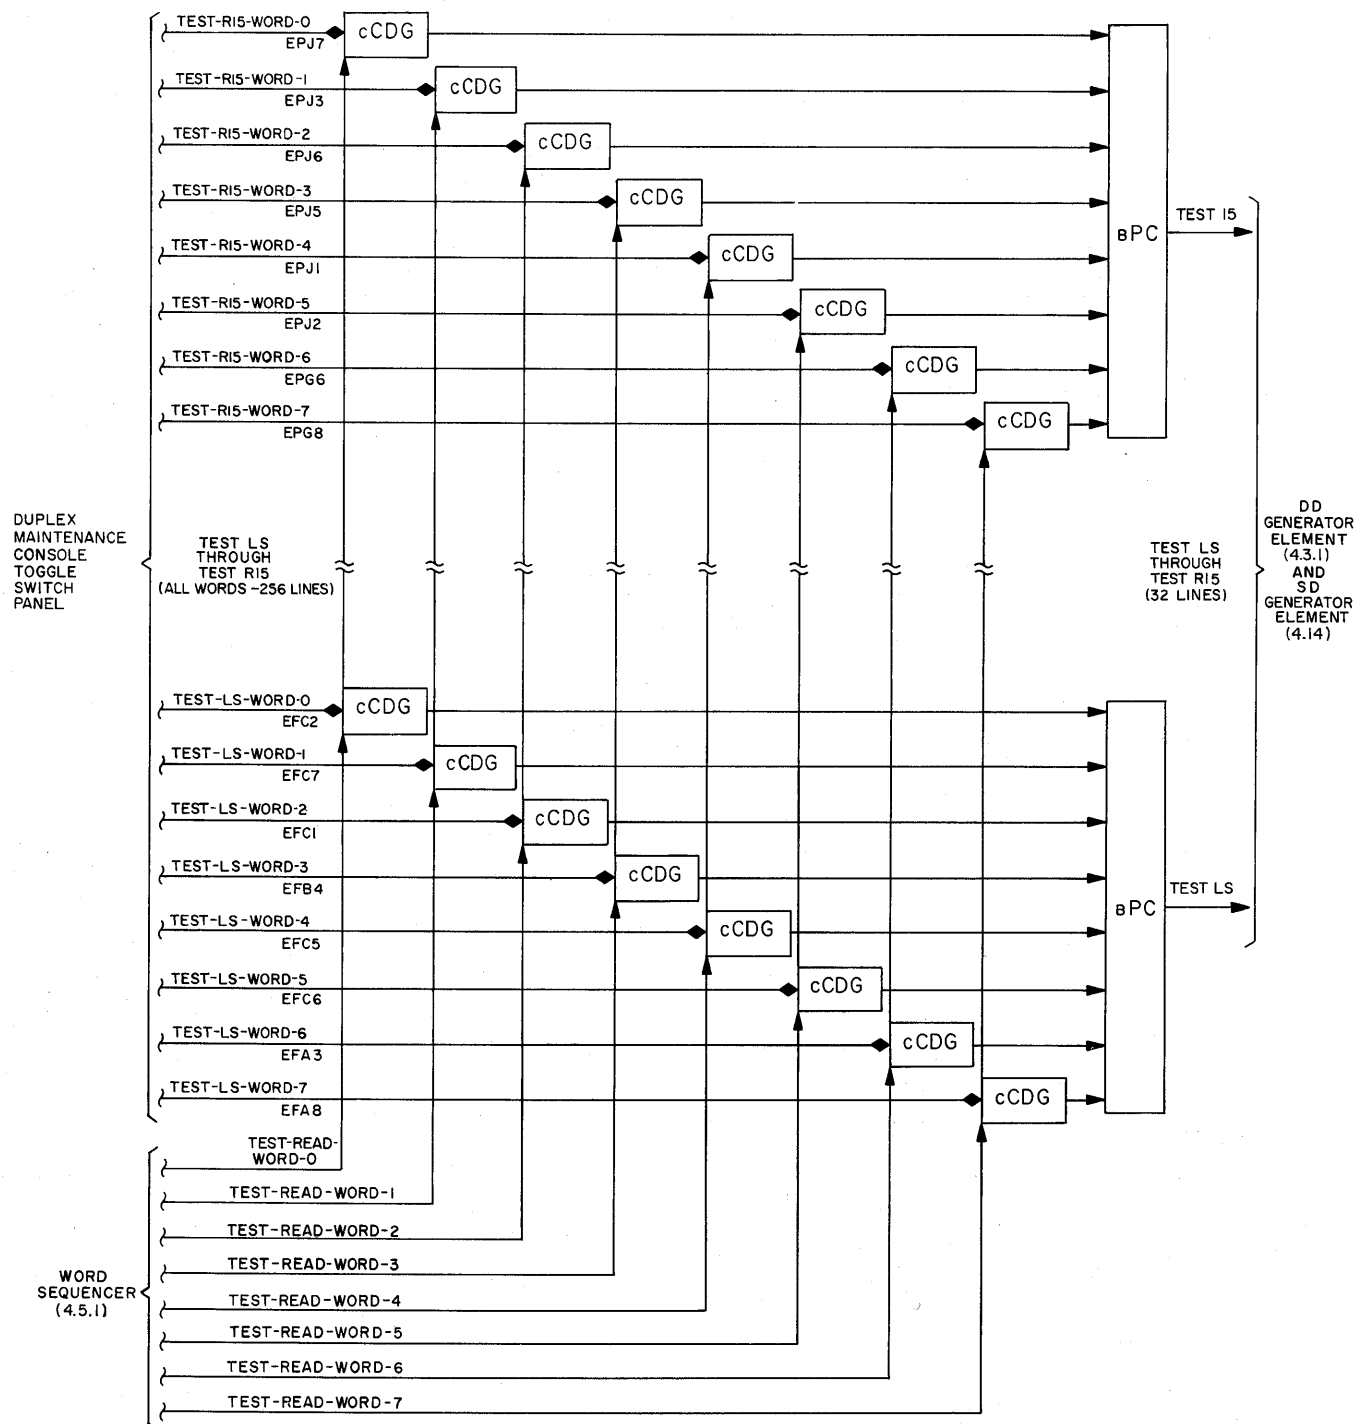 TEST-R15-WORD-0
EPJ7
cCDG
TEST-R15-WORD-1
EPJ3
cCDG
TEST-R15-WORD-2
EPJ6
cCDG
TEST-R15-WORD-3
EPJ5
cCDG
TEST-R15-WORD-4
EPJ1
cCDG
TEST-R15-WORD-5
EPJ2
cCDG
TEST-R15-WORD-6
EPG6
cCDG
TEST-R15-WORD-7
EPG8
cCDG
BPC
TEST 15
DUPLEX
MAINTENANCE
CONSOLE
TOGGLE
SWITCH
PANEL
TEST LS
THROUGH
TEST R15
(ALL WORDS-256 LINES)
TEST LS
THROUGH
TEST R15
(32 LINES)
DD
GENERATOR
ELEMENT
(4.3.1)
AND
SD
GENERATOR
ELEMENT
(4.14)
TEST-LS-WORD-0
EFC2
cCDG
TEST-LS-WORD-1
EFC7
cCDG
TEST-LS-WORD-2
EFC1
cCDG
TEST-LS-WORD-3
EFB4
cCDG
TEST-LS-WORD-4
EFC5
cCDG
TEST-LS-WORD-5
EFC6
cCDG
TEST-LS-WORD-6
EFA3
cCDG
TEST-LS-WORD-7
EFA8
cCDG
BPC
TEST LS
WORD
SEQUENCER
(4.5.1)
TEST-READ-
WORD-0
TEST-READ-WORD-1
TEST-READ-WORD-2
TEST-READ-WORD-3
TEST-READ-WORD-4
TEST-READ-WORD-5
TEST-READ-WORD-6
TEST-READ-WORD-7